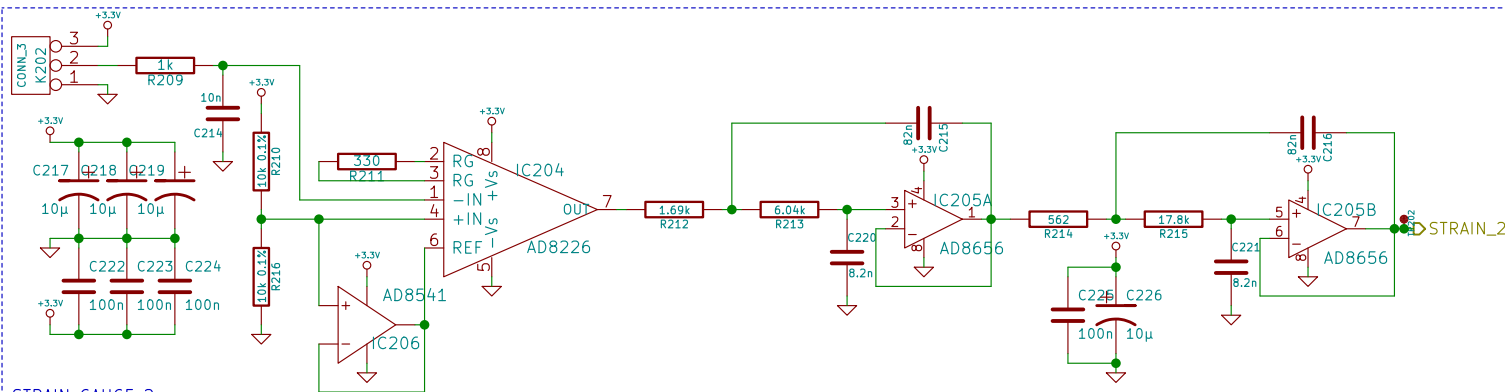 +3.3V
CONN_3
K202
3
2
1
1k
R209
10n
C214
+3.3V
10k 0.1%
R210
10k 0.1%
R216
+3.3V
C217
C218
C219
10µ
10µ
10µ
C222
C223
C224
100n
100n
100n
+3.3V
330
R211
+3.3V
8
2
3
1
4
6
5
7
RG
RG
-IN
+IN
REF
+Vs
-Vs
OUT
IC204
AD8226
+3.3V
AD8541
IC206
1.69k
R212
6.04k
R213
82n
C215
C220
8.2n
+3.3V
4
3
2
1
8
IC205A
AD8656
562
R214
17.8k
R215
82n
C216
C221
8.2n
+3.3V
4
5
6
7
8
IC205B
AD8656
+3.3V
C225
C226
100n
10µ
STRAIN_2
STRAIN GAUGE 2